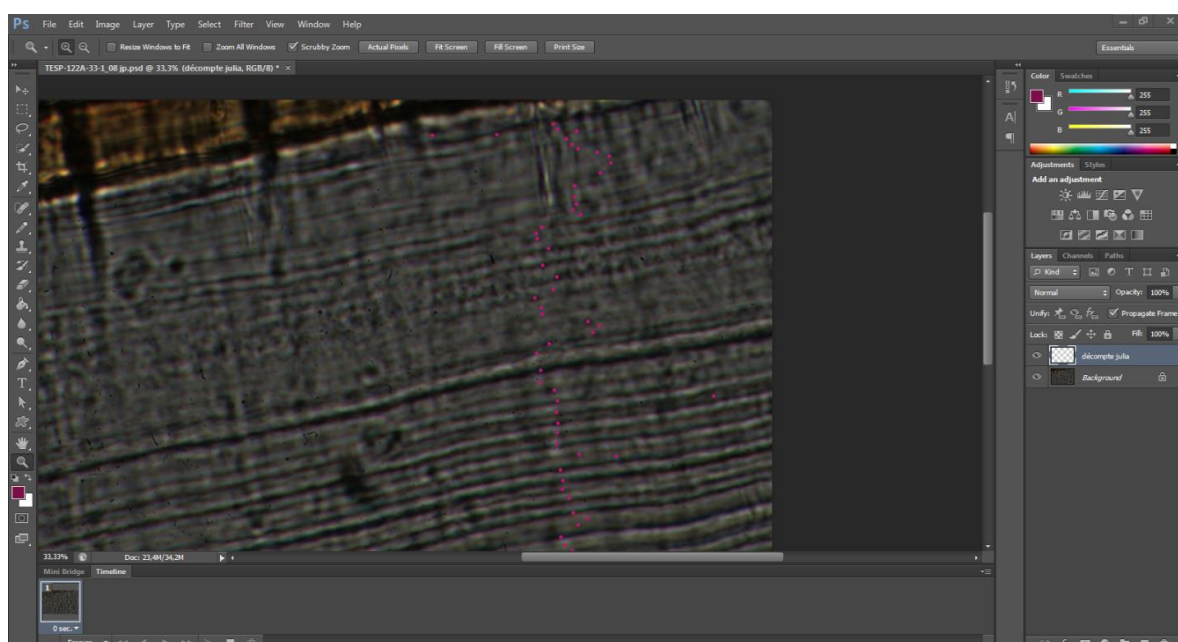 Ps File Edit Image Layer Type Select Filter View Window Help
Resize Windows to Fit Zoom All Windows Scrubby Zoom Actual Pixels Fit Screen Fill Screen Print Size Essentials
TESP-122A-33-1_08 jp.psd @ 33,3% (décompte julia, RGB/8) * ×
Color Swatches
R 255
G 255
B 255
Adjustments Styles
Add an adjustment
Layers Channels Paths
Kind
Normal Opacity: 100%
Unify: Propagate Frame
Lock: Fill: 100%
décompte julia
Background
33,33% Doc: 23,4M/34,2M
Mini Bridge Timeline
1
0 sec.